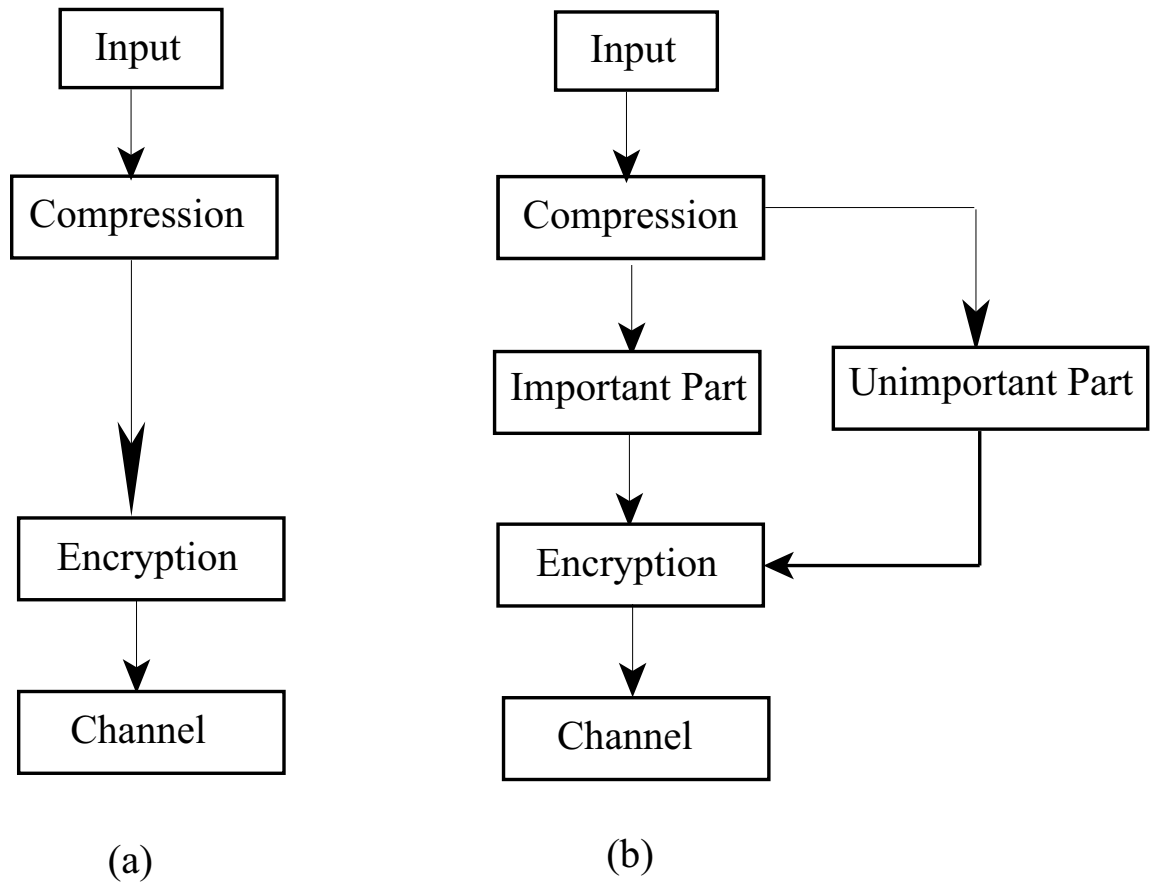 Input
Compression
Encryption
Channel
(a)
Input
Compression
Important Part
Unimportant Part
Encryption
Channel
(b)